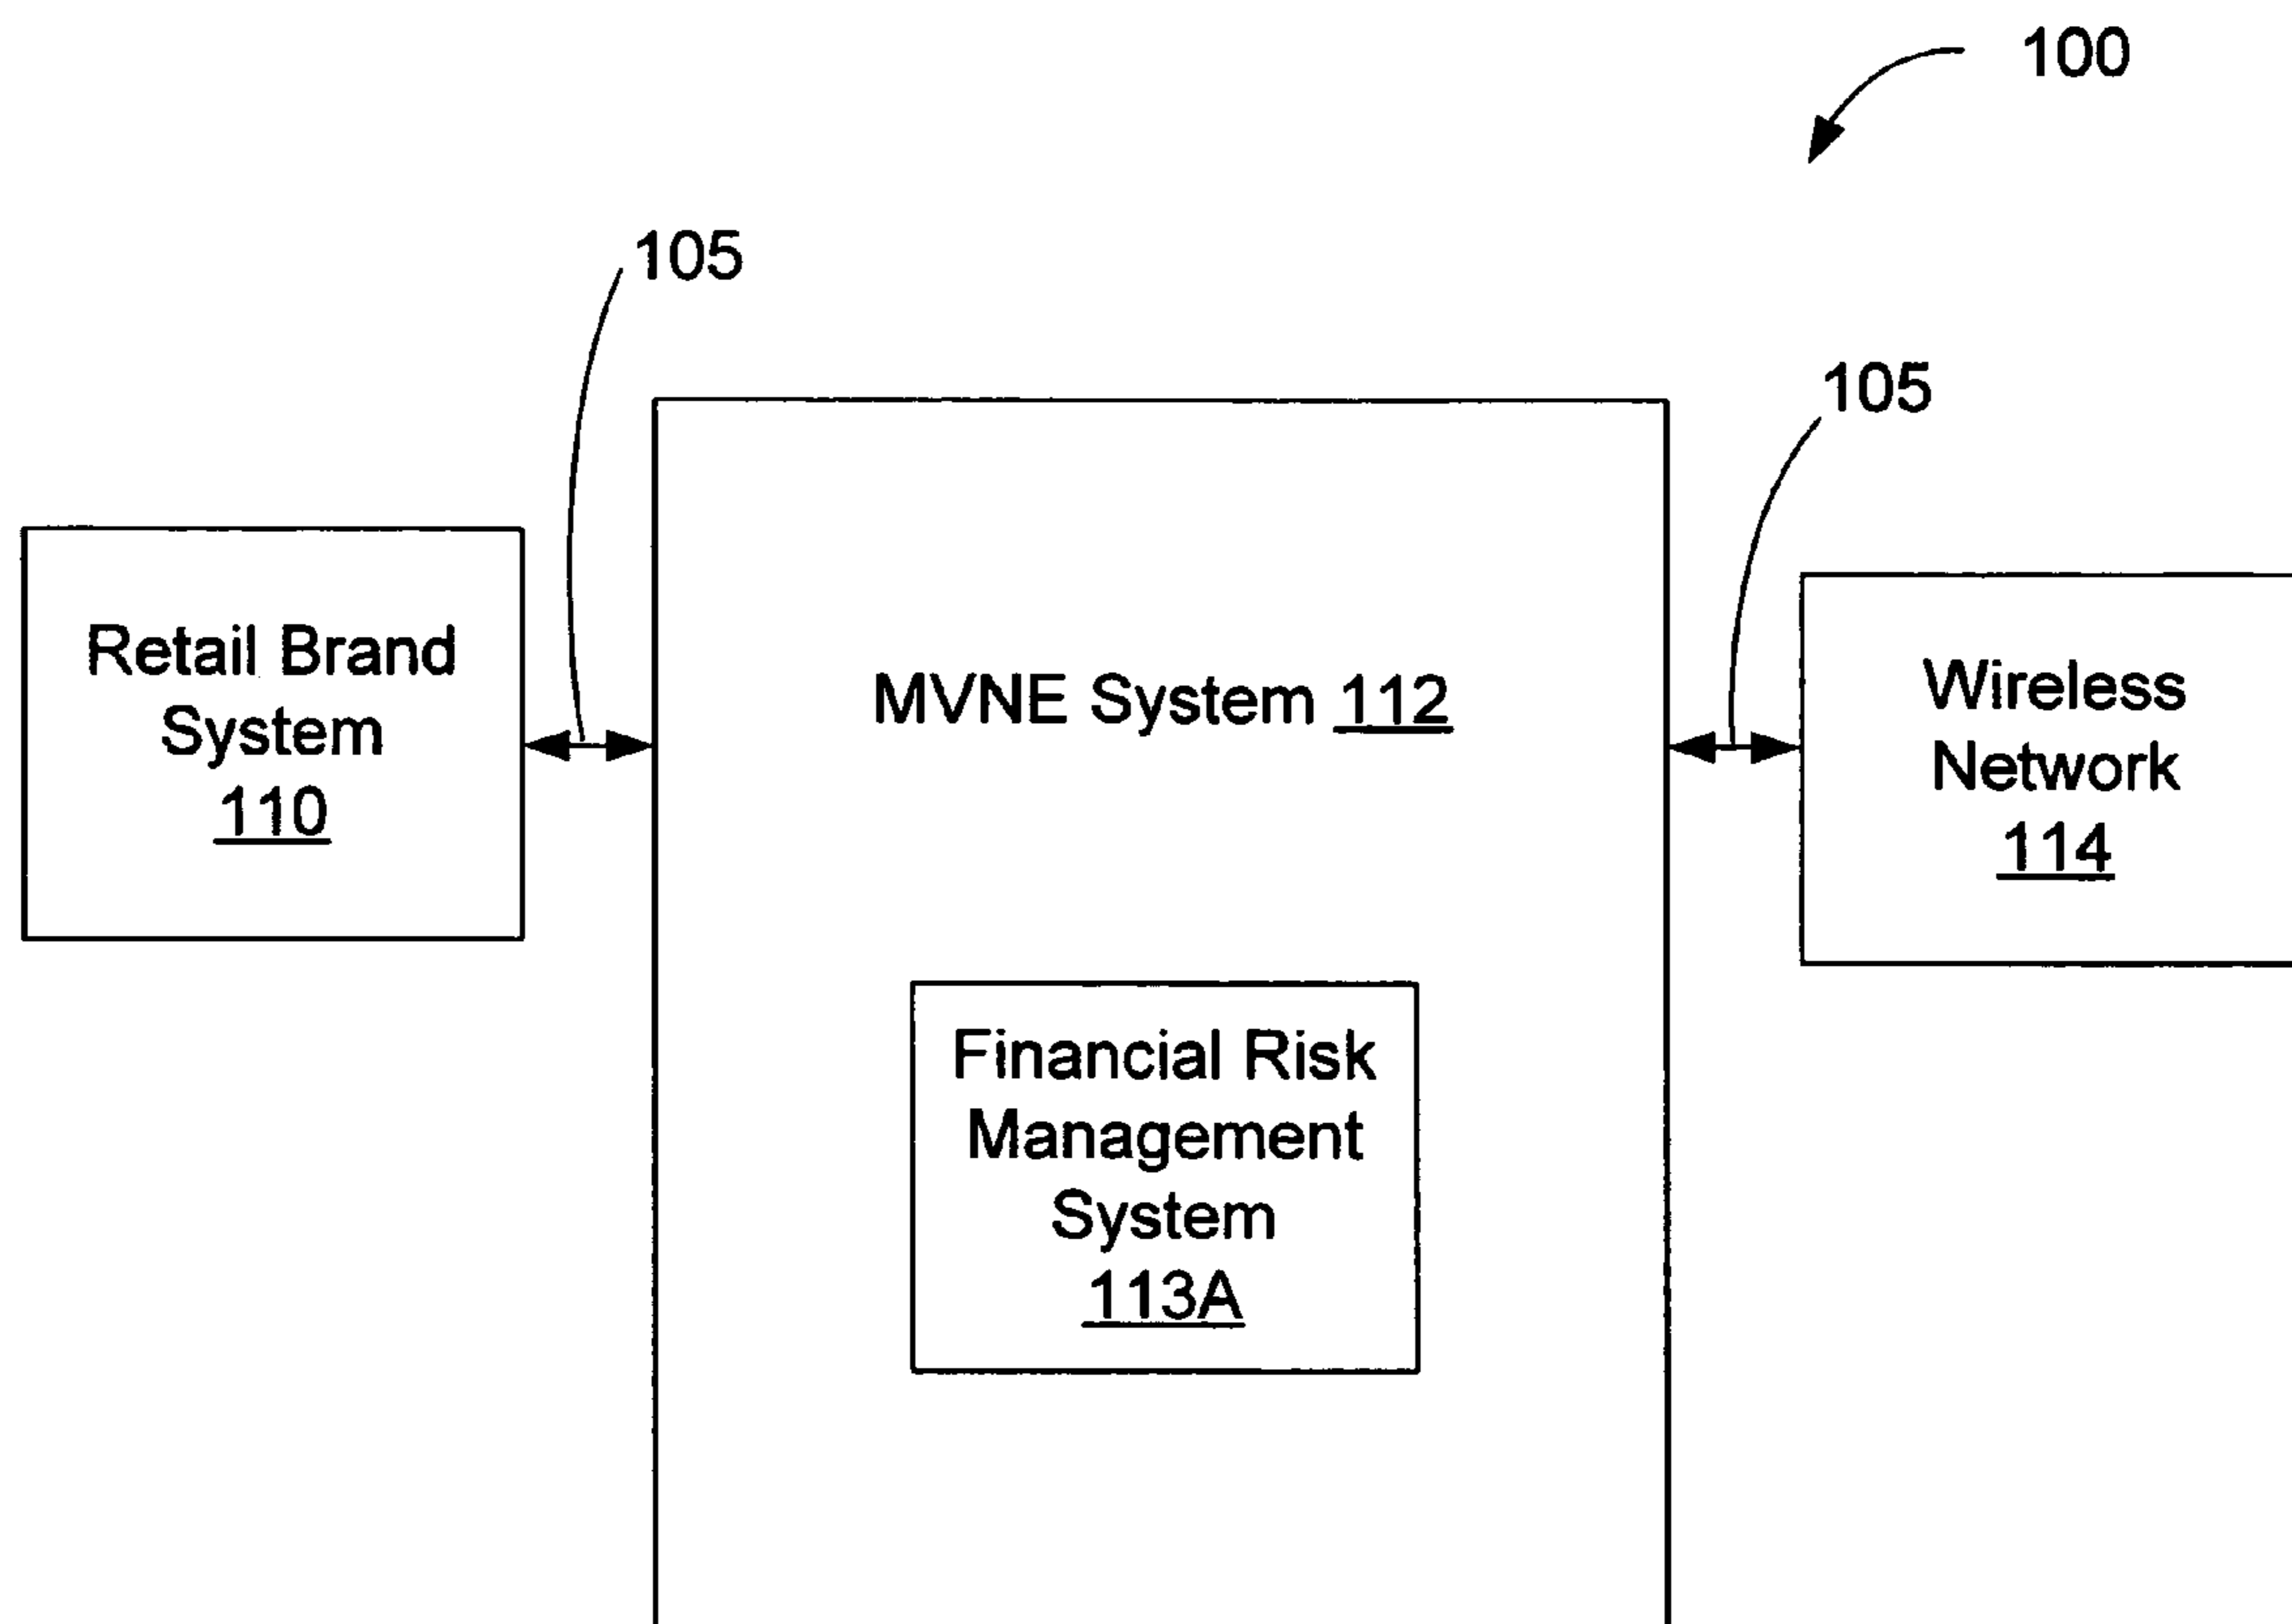 100
105
105
Retail Brand
System
110
MVNE System 112
Wireless
Network
114
Financial Risk
Management
System
113A